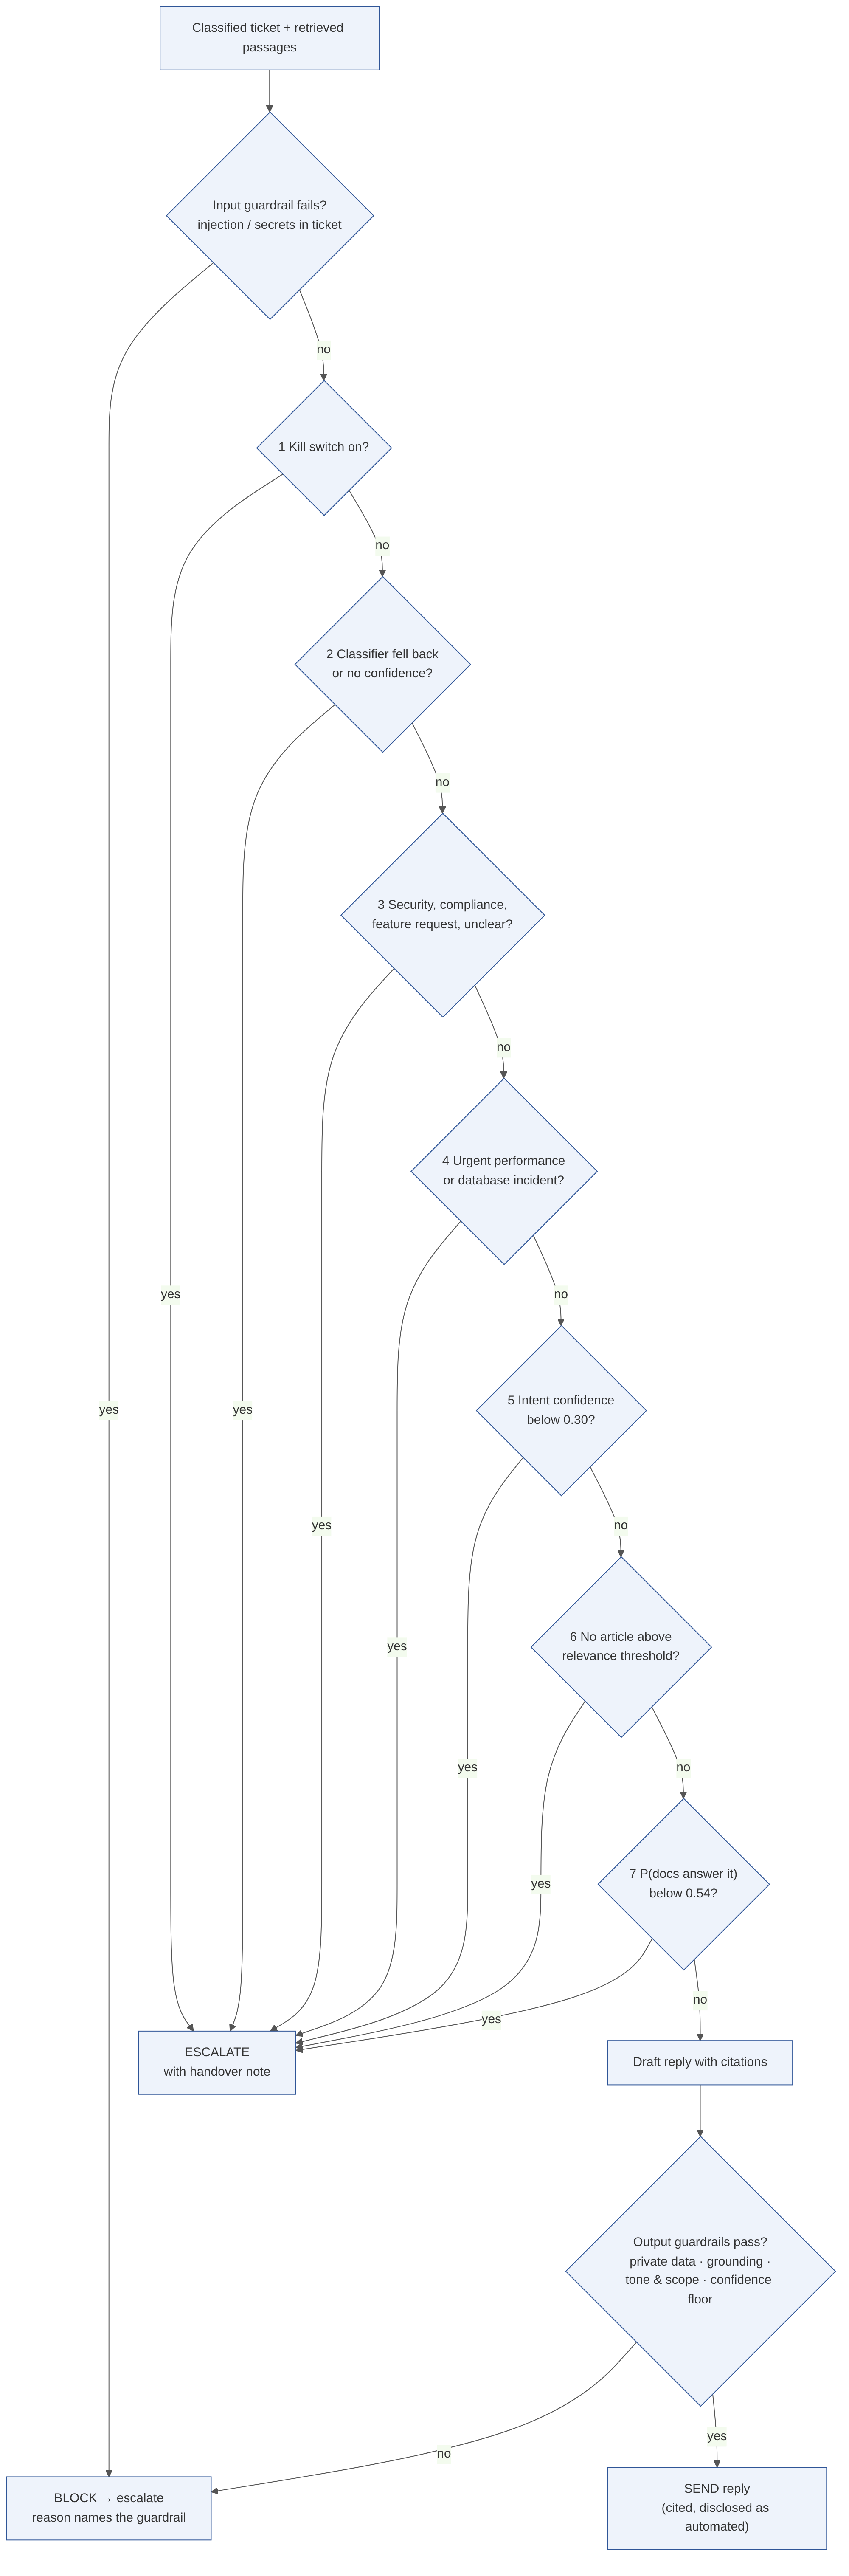 Classified ticket + retrieved
passages
Input guardrail fails?
injection / secrets in ticket
no
1 Kill switch on?
no
2 Classifier fell back
or no confidence?
no
3 Security, compliance,
feature request, unclear?
no
4 Urgent performance
or database incident?
yes
no
5 Intent confidence
below 0.30?
yes
yes
yes
no
6 No article above
relevance threshold?
yes
no
yes
7 P(docs answer it)
below 0.54?
yes
no
yes
ESCALATE
with handover note
Draft reply with citations
Output guardrails pass?
private data · grounding ·
tone & scope · confidence
floor
yes
no
BLOCK → escalate
reason names the guardrail
SEND reply
(cited, disclosed as
automated)